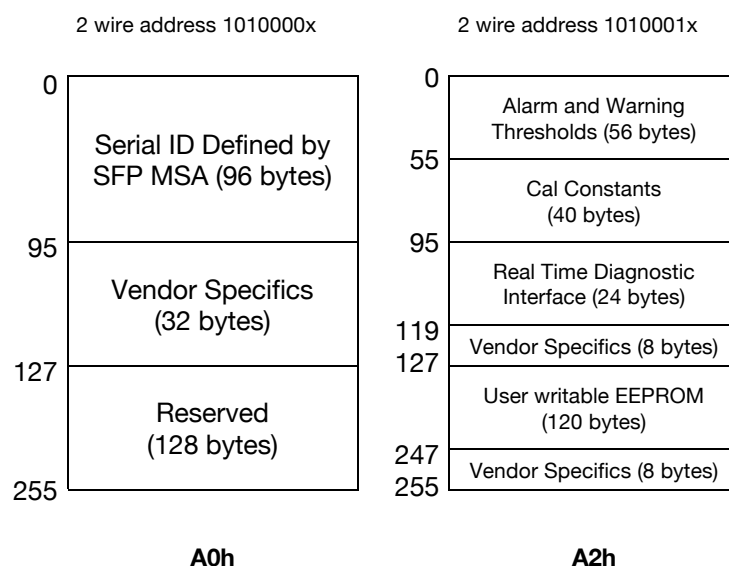 2 wire address 1010000x
0
Serial ID Defined by
SFP MSA (96 bytes)
95
Vendor Specifics
(32 bytes)
127
Reserved
(128 bytes)
255
A0h
2 wire address 1010001x
0
Alarm and Warning
Thresholds (56 bytes)
55
Cal Constants
(40 bytes)
95
Real Time Diagnostic
Interface (24 bytes)
119
Vendor Specifics (8 bytes)
127
User writable EEPROM
(120 bytes)
247
Vendor Specifics (8 bytes)
255
A2h